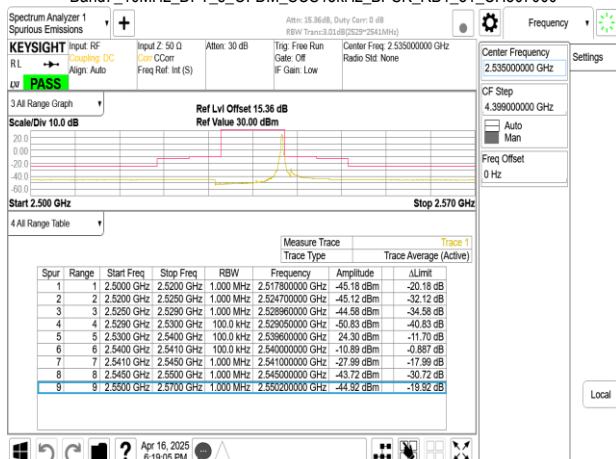 Spectrum Analyzer 1
Spurious Emissions
Attn: 15.36dB, Duty Corr: 0 dB
RBW Trans:3.01dB(2529~2541MHz)
Frequency
KEYSIGHT Input: RF Input Z: 50 Ω Atten: 30 dB Trig: Free Run Center Freq: 2.535000000 GHz
RL Coupling: DC Corr CCorr Gate: Off Radio Std: None
Align: Auto Freq Ref: Int (S) IF Gain: Low
PASS
Center Frequency
2.535000000 GHz
Settings
CF Step
4.399000000 GHz
Auto
Man
Freq Offset
0 Hz
3 All Range Graph
Ref Lvl Offset 15.36 dB
Scale/Div 10.0 dB Ref Value 30.00 dBm
20.0
0.00
-20.0
-40.0
-60.0
Start 2.500 GHz Stop 2.570 GHz
4 All Range Table
Measure Trace Trace 1
Trace Type Trace Average (Active)
Spur Range Start Freq Stop Freq RBW Frequency Amplitude ΔLimit
1 1 2.5000 GHz 2.5200 GHz 1.000 MHz 2.517800000 GHz -45.18 dBm -20.18 dB
2 2 2.5200 GHz 2.5250 GHz 1.000 MHz 2.524700000 GHz -45.12 dBm -32.12 dB
3 3 2.5250 GHz 2.5290 GHz 1.000 MHz 2.528960000 GHz -44.58 dBm -34.58 dB
4 4 2.5290 GHz 2.5300 GHz 100.0 kHz 2.529050000 GHz -50.83 dBm -40.83 dB
5 5 2.5300 GHz 2.5400 GHz 100.0 kHz 2.539600000 GHz 24.30 dBm -11.70 dB
6 6 2.5400 GHz 2.5410 GHz 100.0 kHz 2.540000000 GHz -10.89 dBm -0.887 dB
7 7 2.5410 GHz 2.5450 GHz 1.000 MHz 2.541000000 GHz -27.99 dBm -17.99 dB
8 8 2.5450 GHz 2.5500 GHz 1.000 MHz 2.545000000 GHz -43.72 dBm -30.72 dB
9 9 2.5500 GHz 2.5700 GHz 1.000 MHz 2.550200000 GHz -44.92 dBm -19.92 dB
Local
Apr 16, 2025
6:19:05 PM